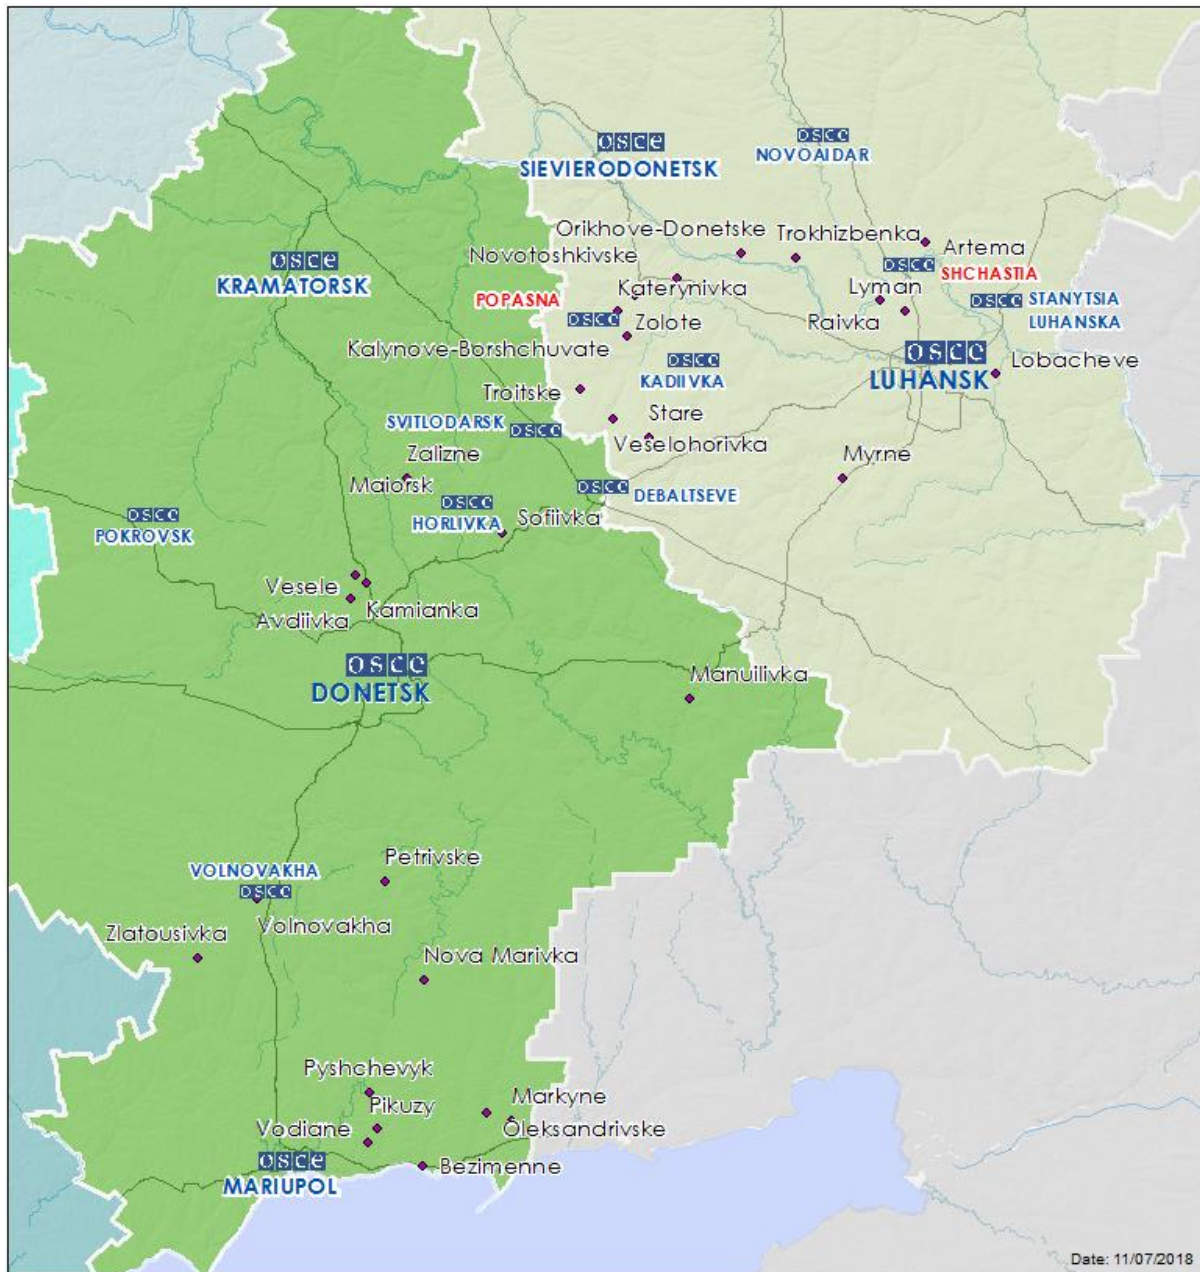 OSCE
NOVOAIDAR
OSCE
SIEVIERODONETSK
Orikhove-Donetske
Trokhizbenka
Artema
Novotoshkivske
OSCE
SHCHASTIA
OSCE
KRAMATORSK
POPASNA
Katerynivka
Lyman
OSCE
STANYTSIA
LUHANSKA
OSCE
Zolote
Raivka
Kalynove-Borshchuvate
OSCE
KADIIVKA
OSCE
LUHANSK
Lobacheve
Troitske
SVITLODARSK
OSCE
Stare
Veselohorivka
Zalizne
Myrne
Maiorsk
OSCE
DEBALTSEVE
OSCE
HORLIVKA
Sofiivka
OSCE
POKROVSK
Vesele
Kamianka
Avdiivka
OSCE
DONETSK
Manuilivka
Petrivske
VOLNOVAKHA
OSCE
Volnovakha
Zlatousivka
Nova Marivka
Pyshchevyk
Pikuzy
Markyne
Vodiane
Oleksandrivske
OSCE
MARIUPOL
Bezimenne
Date: 11/07/2018